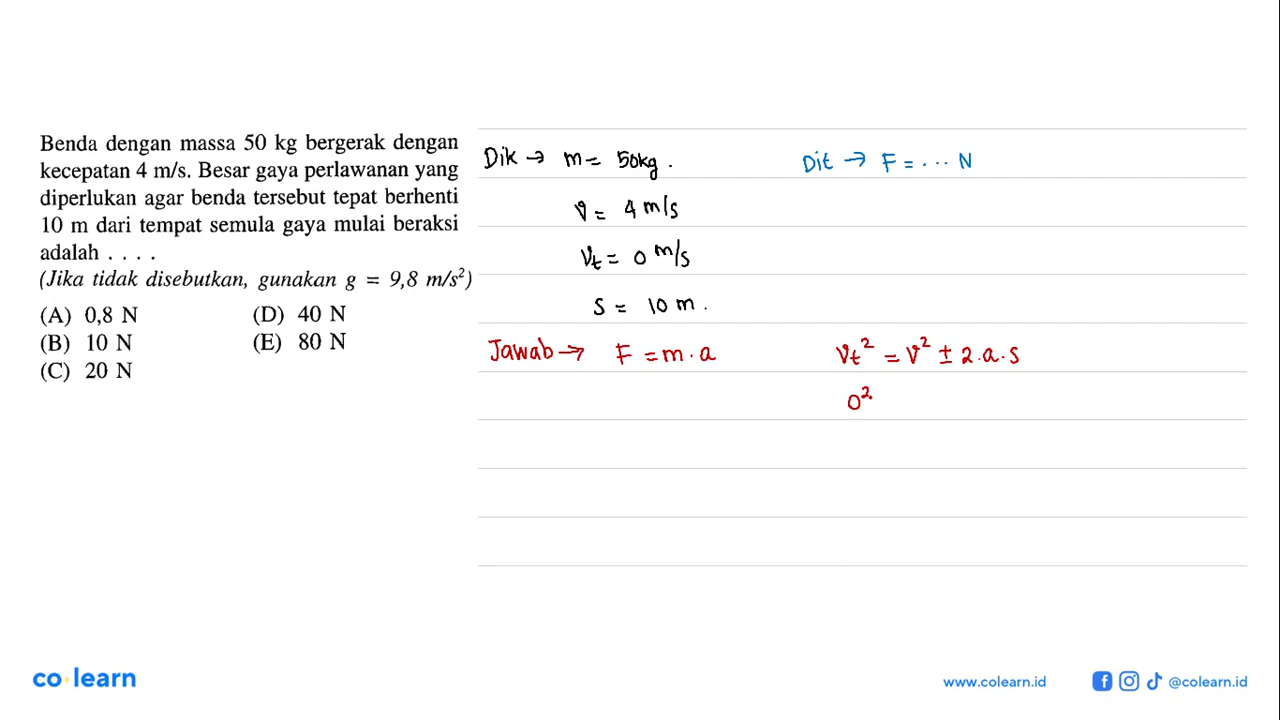 Benda dengan massa 50 kg bergerak dengan
kecepatan 4 m/s. Besar gaya perlawanan yang
diperlukan agar benda tersebut tepat berhenti
10 m dari tempat semula gaya mulai beraksi
adalah . . . .
(Jika tidak disebutkan, gunakan g = 9,8 m/s²)
(A) 0,8 N (D) 40 N
(B) 10 N (E) 80 N
(C) 20 N
Dik → m = 50kg. Dit → F = ... N
v = 4 m/s
vt = 0 m/s
s = 10 m.
Jawab → F = m . a vt² = v² ± 2.a.s
0²
co·learn
www.colearn.id @colearn.id